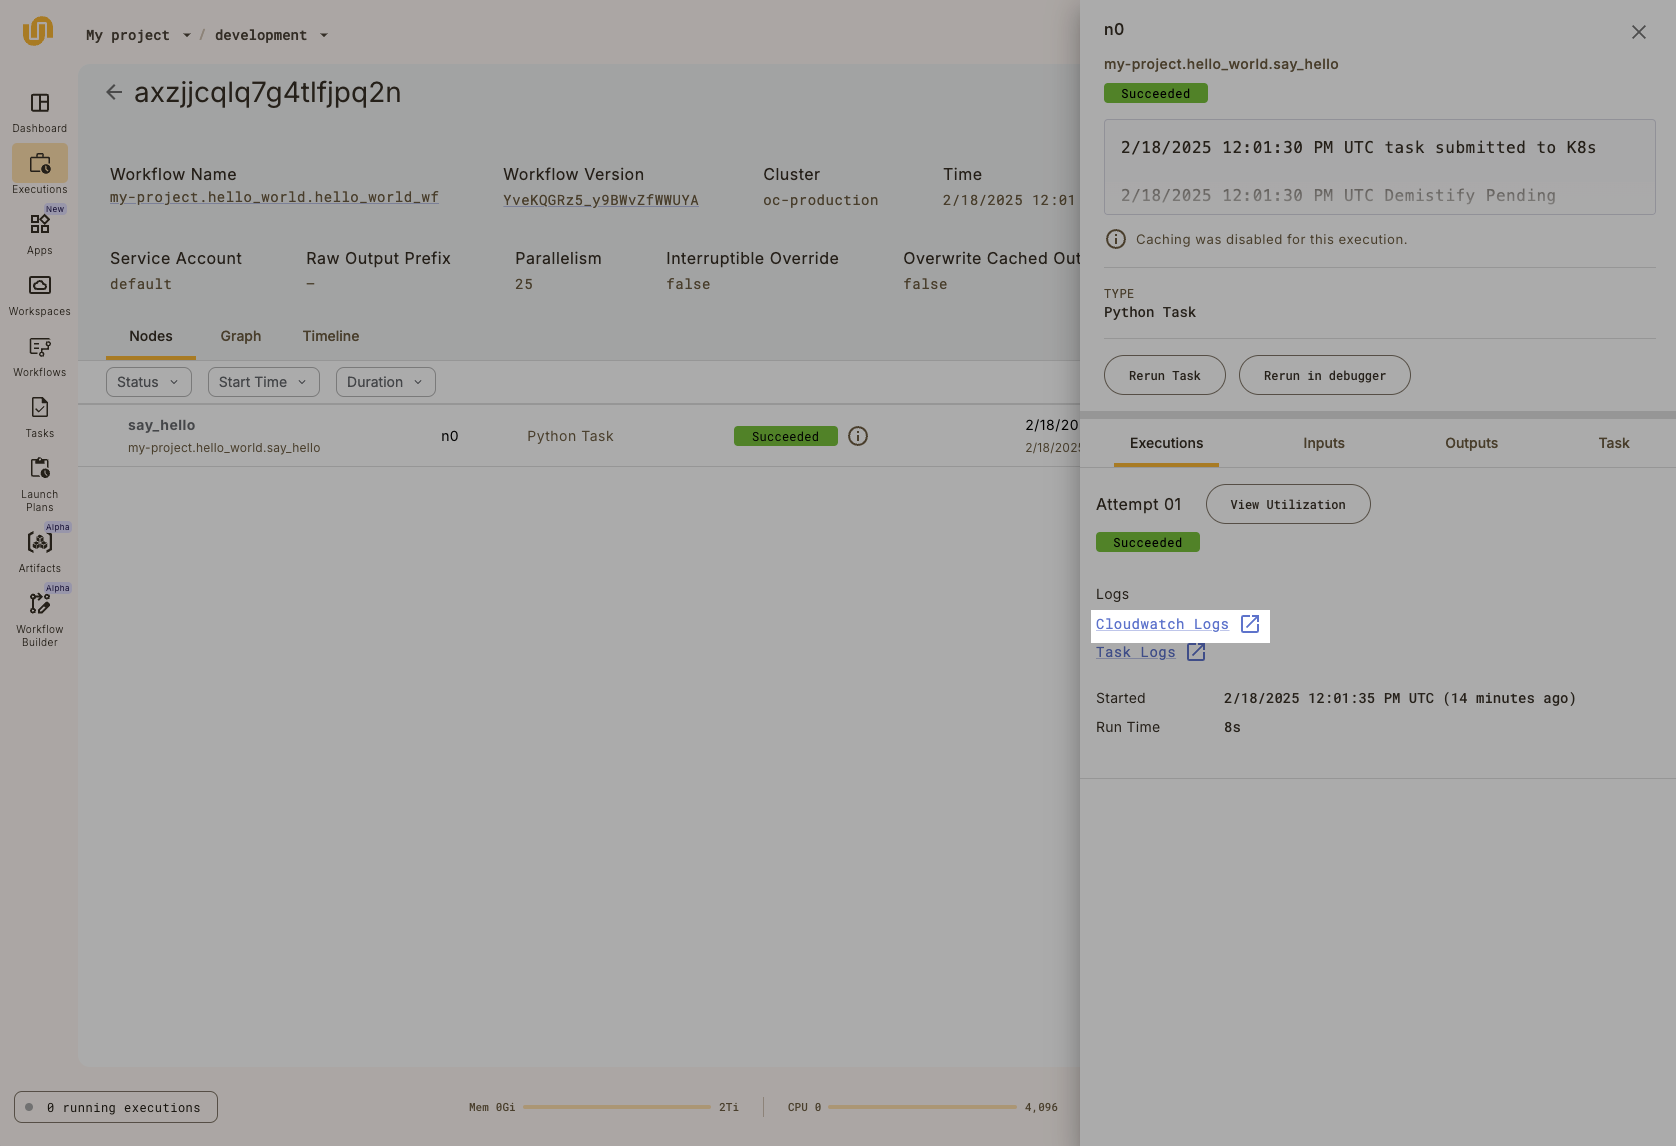 My project / development
Dashboard
Executions
New
Apps
Workspaces
Workflows
Tasks
Launch
Plans
Alpha
Artifacts
Alpha
Workflow
Builder
axzjjcqlq7g4tlfjpq2n
Workflow Name
my-project.hello_world.hello_world_wf
Workflow Version
YveKQGRz5_y9BWvZfWWUYA
Cluster
oc-production
Time
2/18/2025 12:01
Service Account
default
Raw Output Prefix
–
Parallelism
25
Interruptible Override
false
Overwrite Cached Out
false
Nodes Graph Timeline
Status Start Time Duration
say_hello
my-project.hello_world.say_hello
n0
Python Task
Succeeded
2/18/20
2/18/2025
0 running executions
Mem 0Gi 2Ti CPU 0 4,096
n0
my-project.hello_world.say_hello
Succeeded
2/18/2025 12:01:30 PM UTC task submitted to K8s
2/18/2025 12:01:30 PM UTC Demistify Pending
Caching was disabled for this execution.
TYPE
Python Task
Rerun Task Rerun in debugger
Executions Inputs Outputs Task
Attempt 01 View Utilization
Succeeded
Logs
Cloudwatch Logs
Task Logs
Started 2/18/2025 12:01:35 PM UTC (14 minutes ago)
Run Time 8s